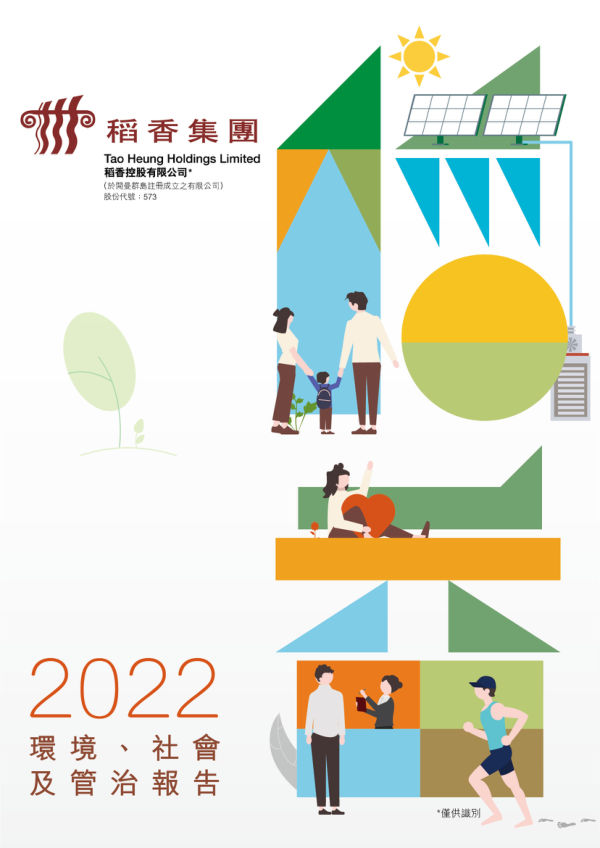 稻香集團
Tao Heung Holdings Limited
稻香控股有限公司*
(於開曼群島註冊成立之有限公司)
股份代號：573
2022
環境、社會
及管治報告
*僅供識別